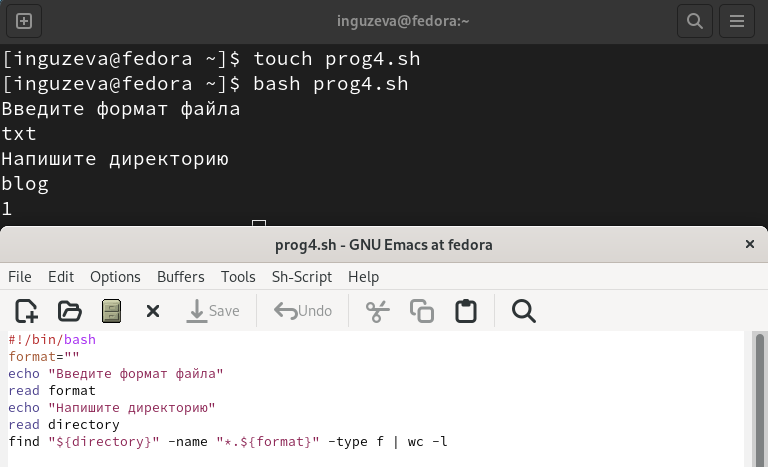 inguzeva@fedora:~
[inguzeva@fedora ~]$ touch prog4.sh
[inguzeva@fedora ~]$ bash prog4.sh
Введите формат файла
txt
Напишите директорию
blog
1
prog4.sh - GNU Emacs at fedora
File Edit Options Buffers Tools Sh-Script Help
Save Undo
#!/bin/bash
format=""
echo "Введите формат файла"
read format
echo "Напишите директорию"
read directory
find "${directory}" -name "*.${format}" -type f | wc -l